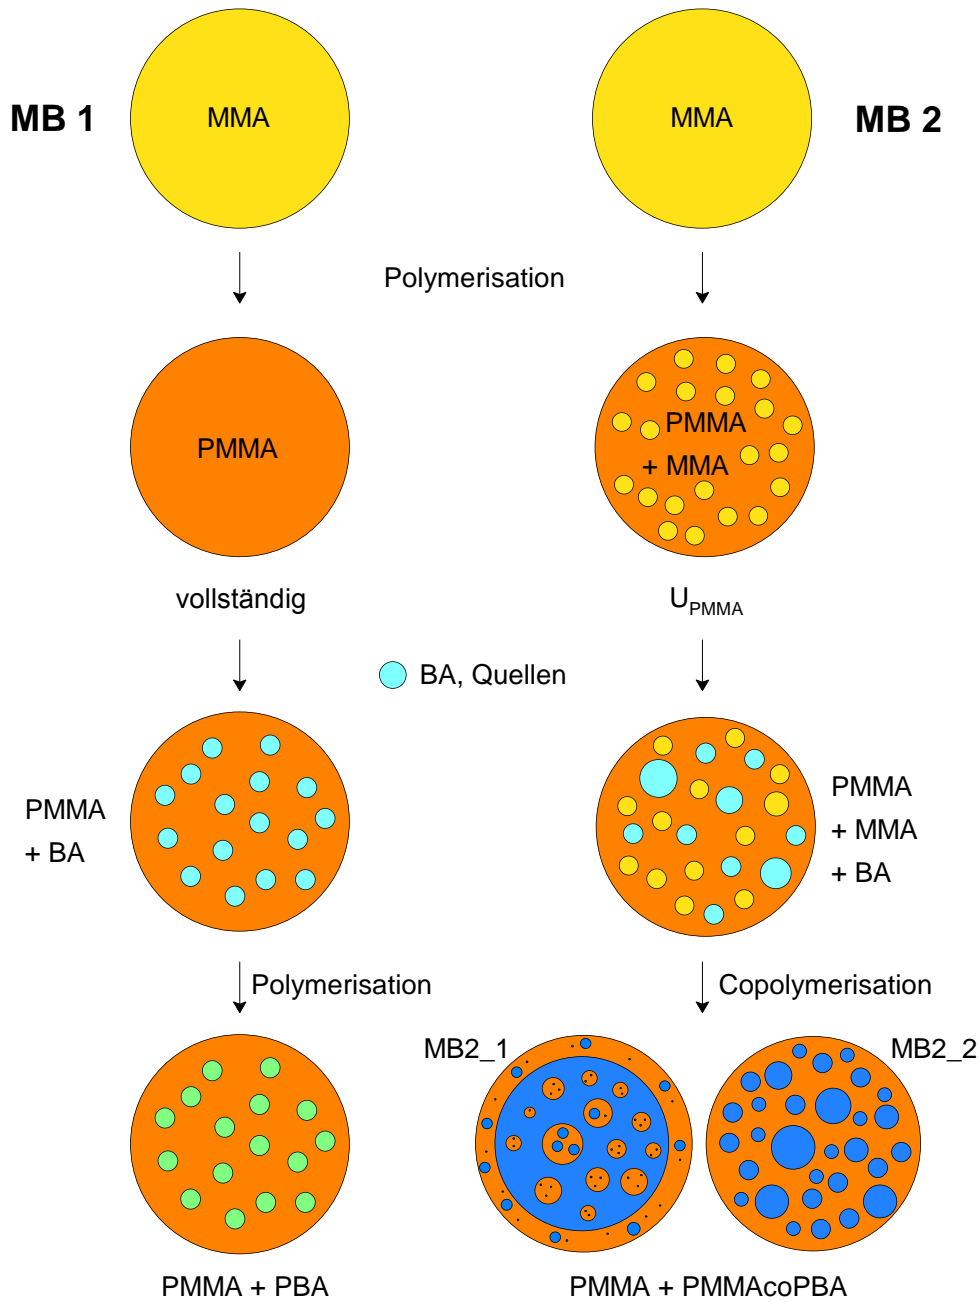 MMA
MMA
MB 1
MB 2
Polymerisation
PMMA
PMMA
+ MMA
vollständig
U_PMMA
BA, Quellen
PMMA
+ BA
PMMA
+ MMA
+ BA
Polymerisation
Copolymerisation
MB2_1
MB2_2
PMMA + PBA
PMMA + PMMAcoPBA